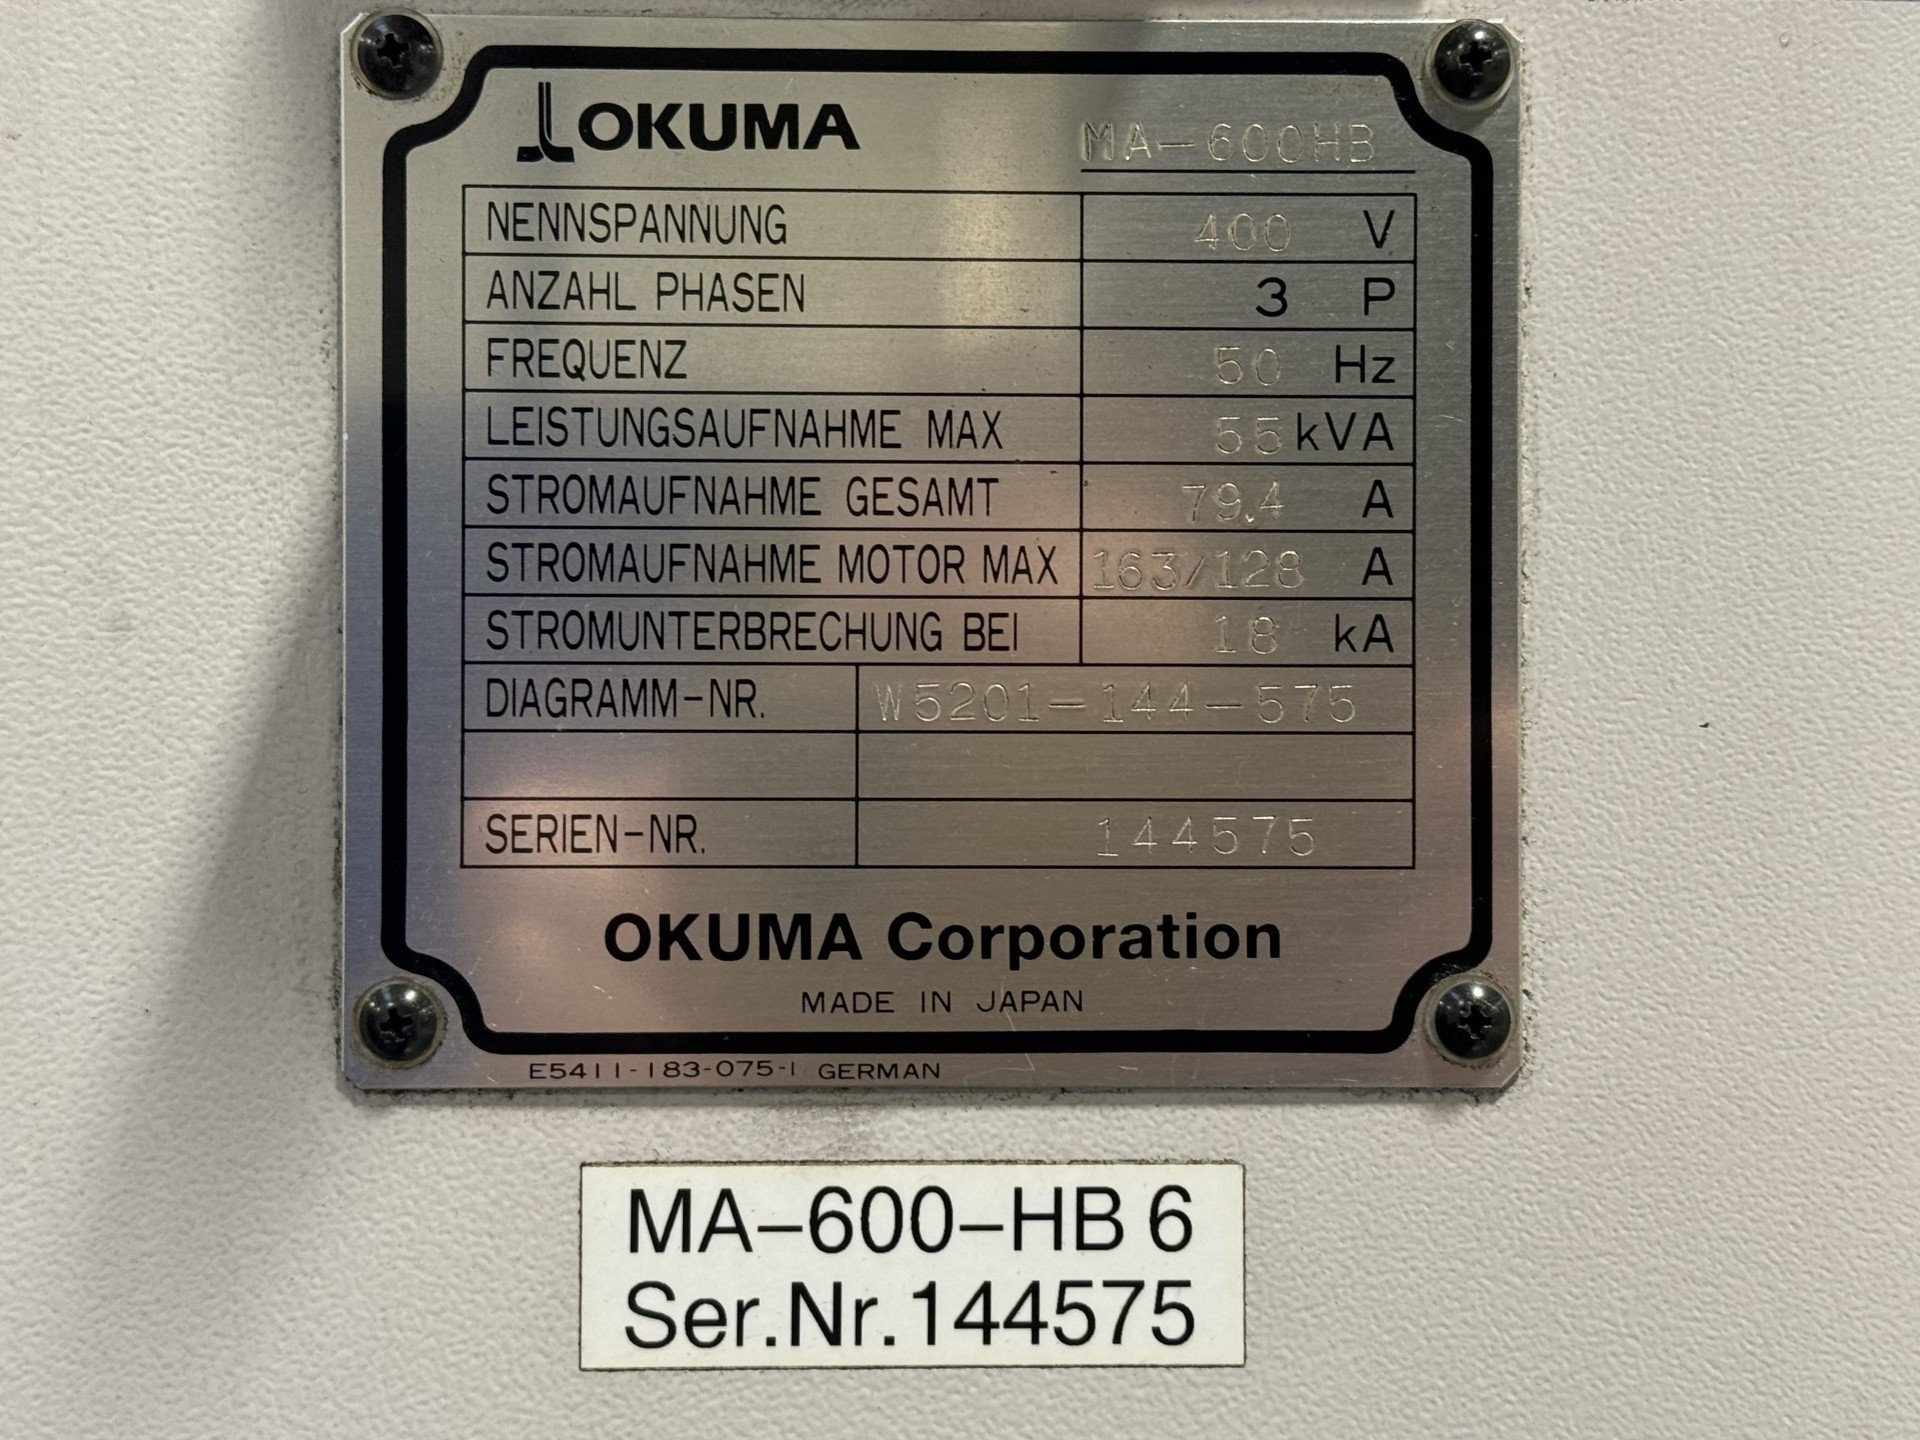 OKUMA MA-600HB
NENNSPANNUNG 400 V
ANZAHL PHASEN 3 P
FREQUENZ 50 Hz
LEISTUNGSAUFNAHME MAX 55 kVA
STROMAUFNAHME GESAMT 79.4 A
STROMAUFNAHME MOTOR MAX 163/128 A
STROMUNTERBRECHUNG BEI 18 kA
DIAGRAMM-NR. W5201-144-575
SERIEN-NR. 144575
OKUMA Corporation
MADE IN JAPAN
E5411-183-075-1 GERMAN
MA-600-HB 6
Ser.Nr.144575